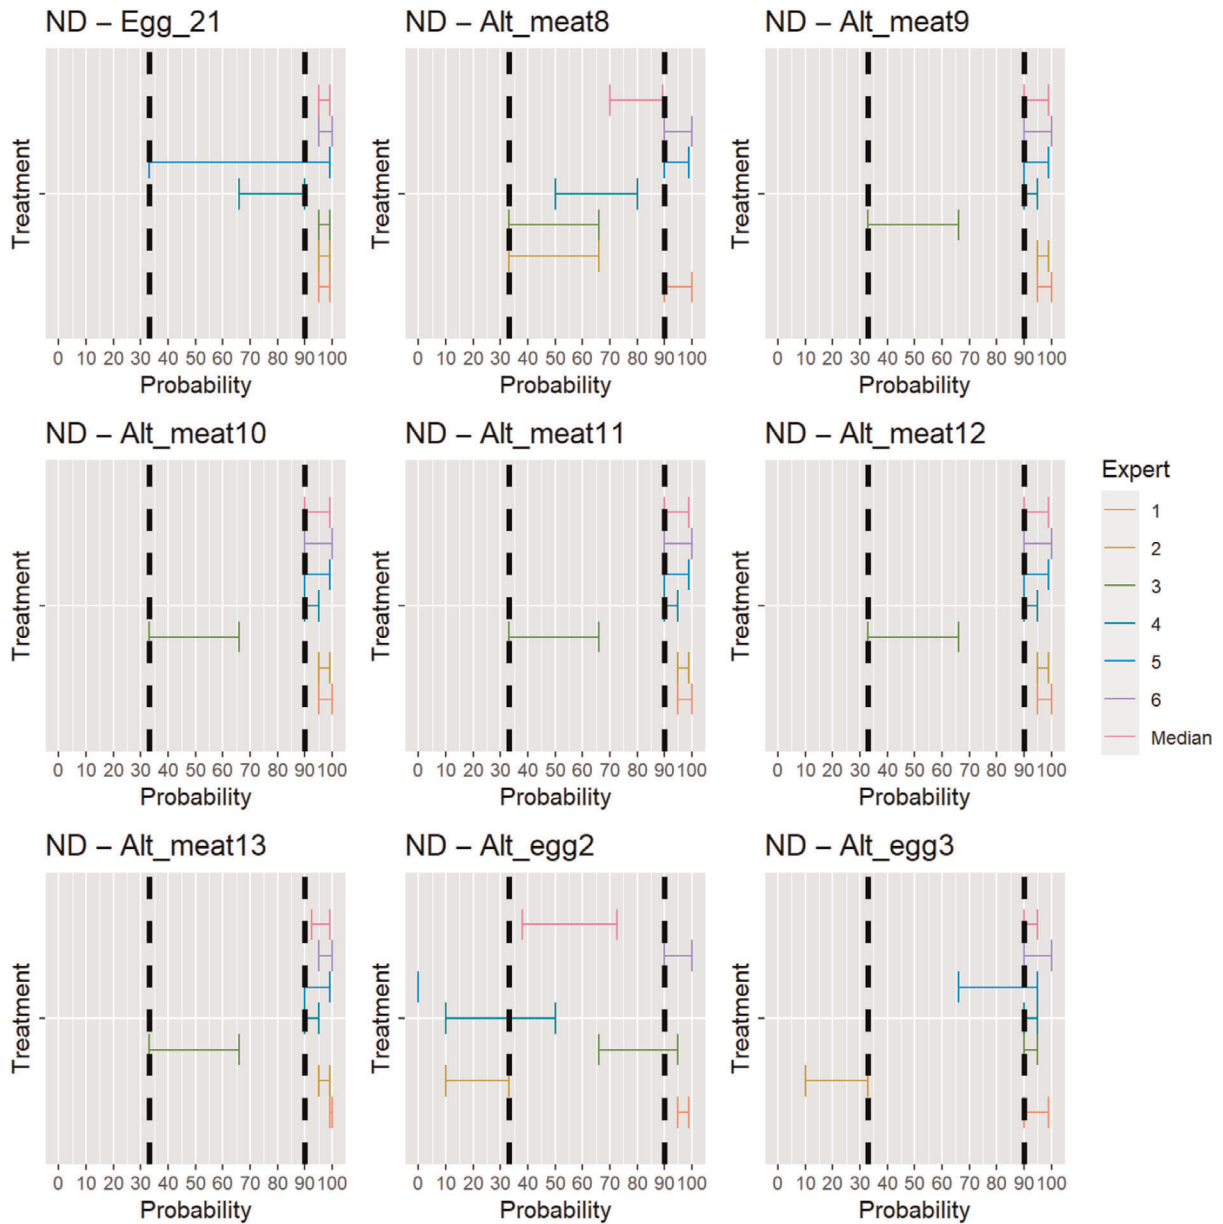 ND – Egg_21
ND – Alt_meat8
ND – Alt_meat9
Treatment
Treatment
Treatment
0 10 20 30 40 50 60 70 80 90 100
0 10 20 30 40 50 60 70 80 90 100
0 10 20 30 40 50 60 70 80 90 100
Probability
Probability
Probability
ND – Alt_meat10
ND – Alt_meat11
ND – Alt_meat12
Treatment
Treatment
Treatment
0 10 20 30 40 50 60 70 80 90 100
0 10 20 30 40 50 60 70 80 90 100
0 10 20 30 40 50 60 70 80 90 100
Probability
Probability
Probability
Expert
1
2
3
4
5
6
Median
ND – Alt_meat13
ND – Alt_egg2
ND – Alt_egg3
Treatment
Treatment
Treatment
0 10 20 30 40 50 60 70 80 90 100
0 10 20 30 40 50 60 70 80 90 100
0 10 20 30 40 50 60 70 80 90 100
Probability
Probability
Probability